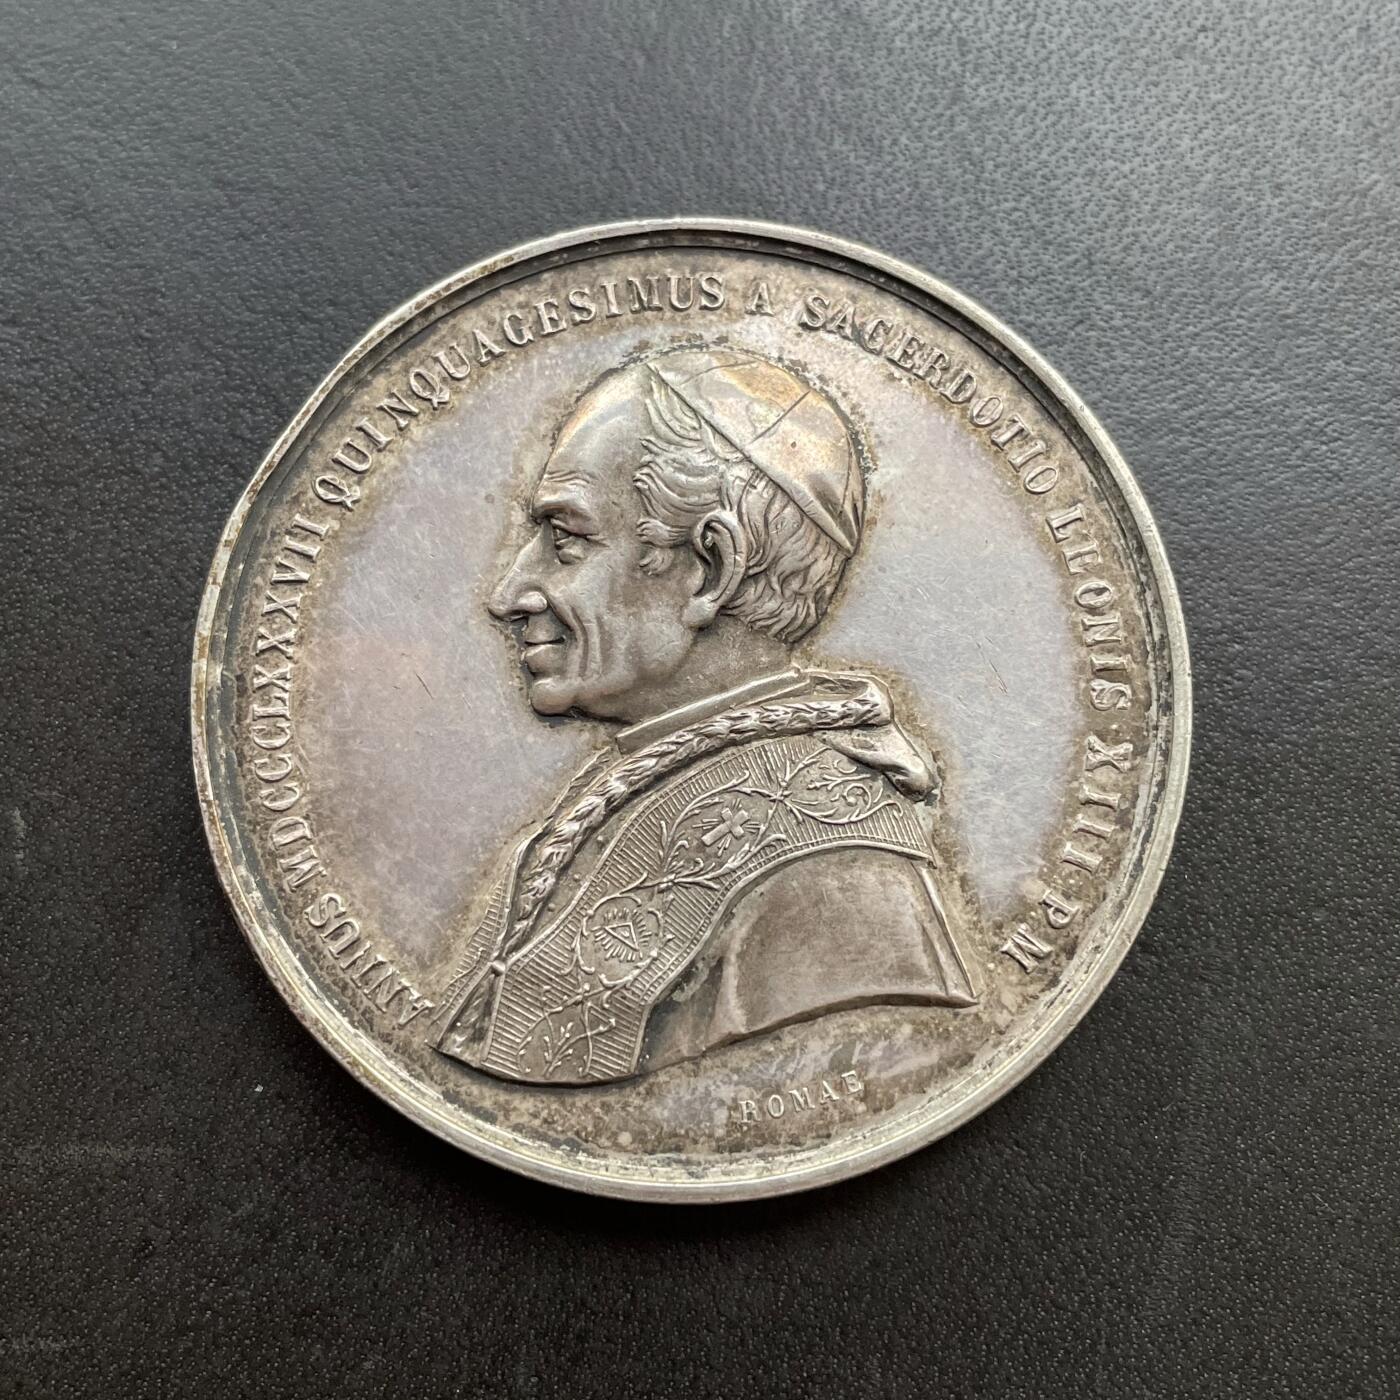 ANNUS MDCCCLXXXVII QUINQUAGESIMUS A SACERDOTIO LEONIS · XIII · P · M
ROMAE